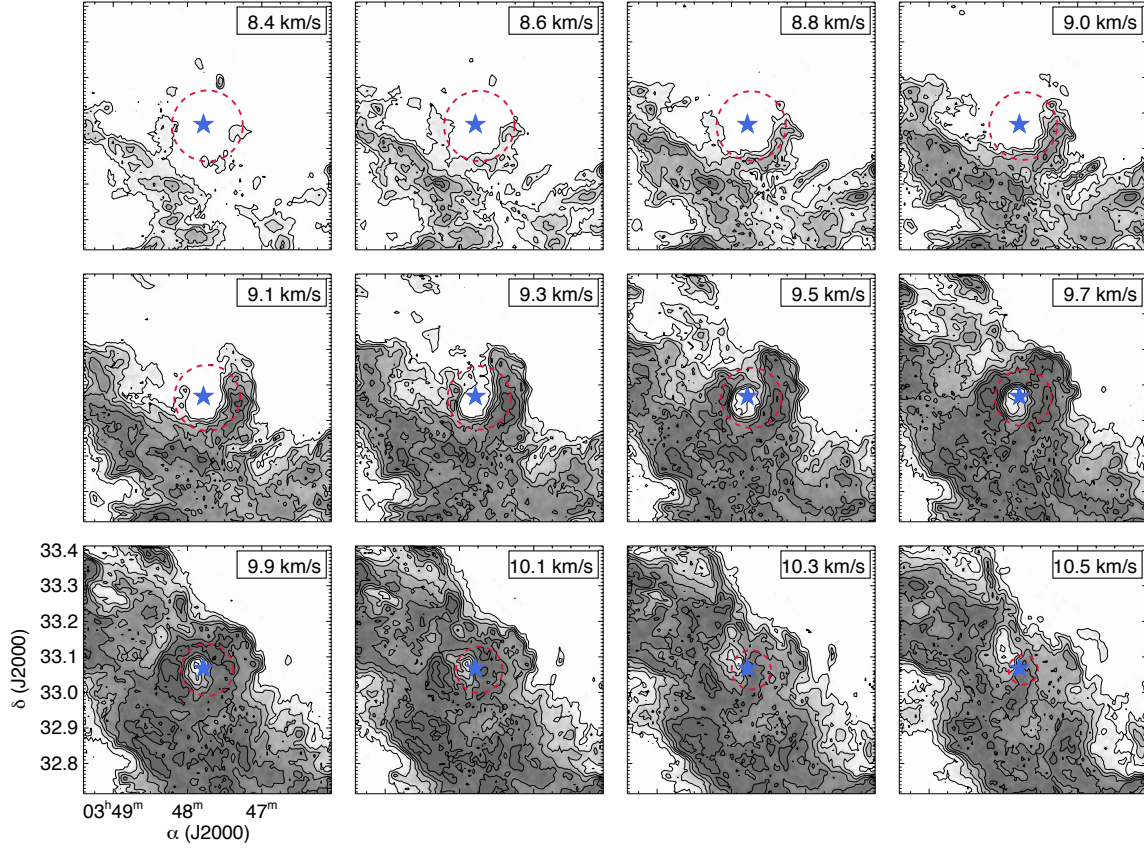 8.4 km/s
8.6 km/s
8.8 km/s
9.0 km/s
9.1 km/s
9.3 km/s
9.5 km/s
9.7 km/s
9.9 km/s
10.1 km/s
10.3 km/s
10.5 km/s
33.4
33.3
33.2
33.1
33.0
32.9
32.8
δ (J2000)
03ʰ49ᵐ 48ᵐ 47ᵐ
α (J2000)